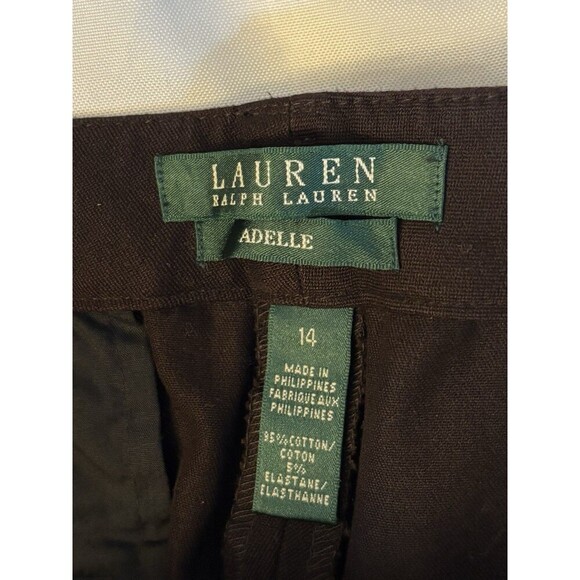 LAUREN
RALPH LAUREN
ADELLE
14
MADE IN
PHILIPPINES
FABRIQUE AUX
PHILIPPINES
95% COTTON/
COTON
5%
ELASTANE/
ELASTHANNE